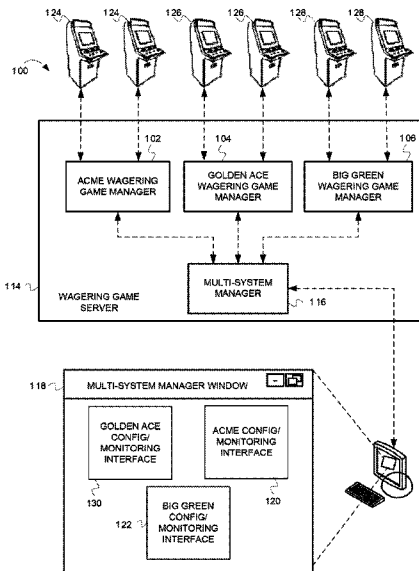 124
124
126
126
128
128
100
102
104
106
ACME WAGERING
GAME MANAGER
GOLDEN ACE
WAGERING GAME
MANAGER
BIG GREEN
WAGERING GAME
MANAGER
MULTI-SYSTEM
MANAGER
114
WAGERING GAME
SERVER
116
118
MULTI-SYSTEM MANAGER WINDOW
GOLDEN ACE
CONFIG/
MONITORING
INTERFACE
ACME CONFIG/
MONITORING
INTERFACE
130
120
BIG GREEN
CONFIG/
MONITORING
INTERFACE
122